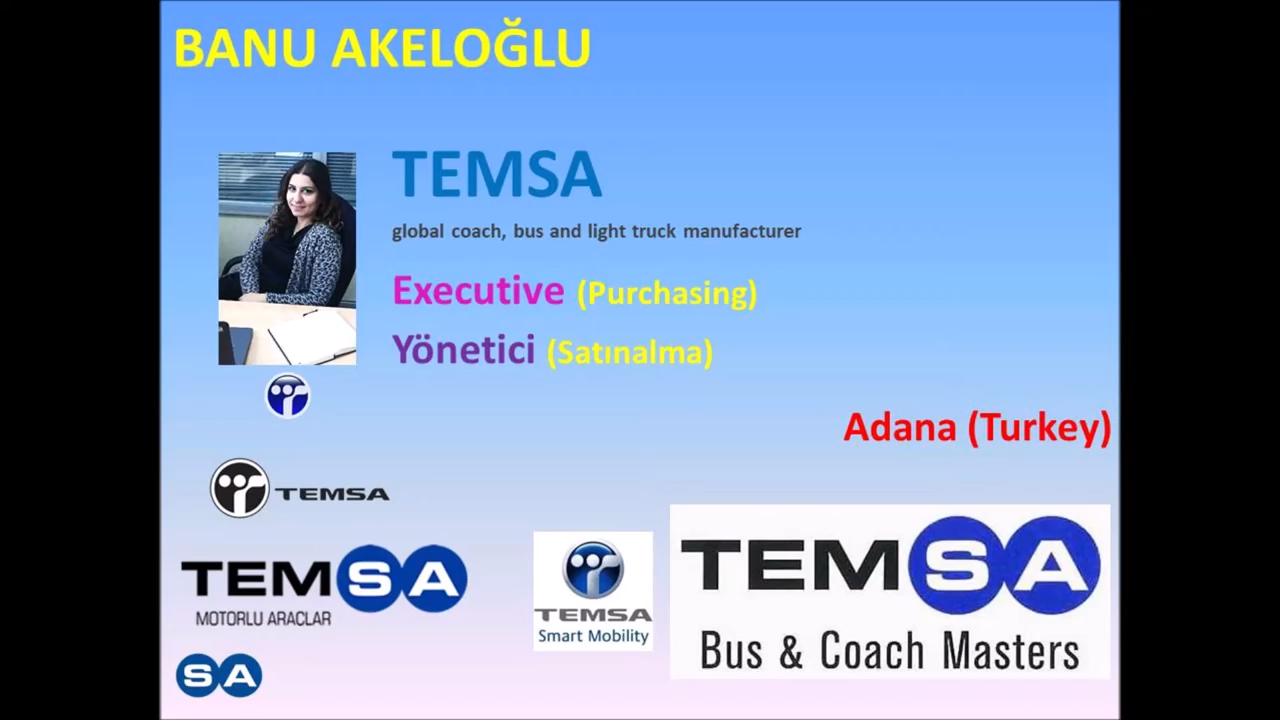 BANU AKELOĞLU
TEMSA
global coach, bus and light truck manufacturer
Executive (Purchasing)
Yönetici (Satınalma)
Adana (Turkey)
TEMSA
TEMSA
MOTORLU ARAÇLAR
SA
TEMSA
Smart Mobility
TEMSA
Bus & Coach Masters